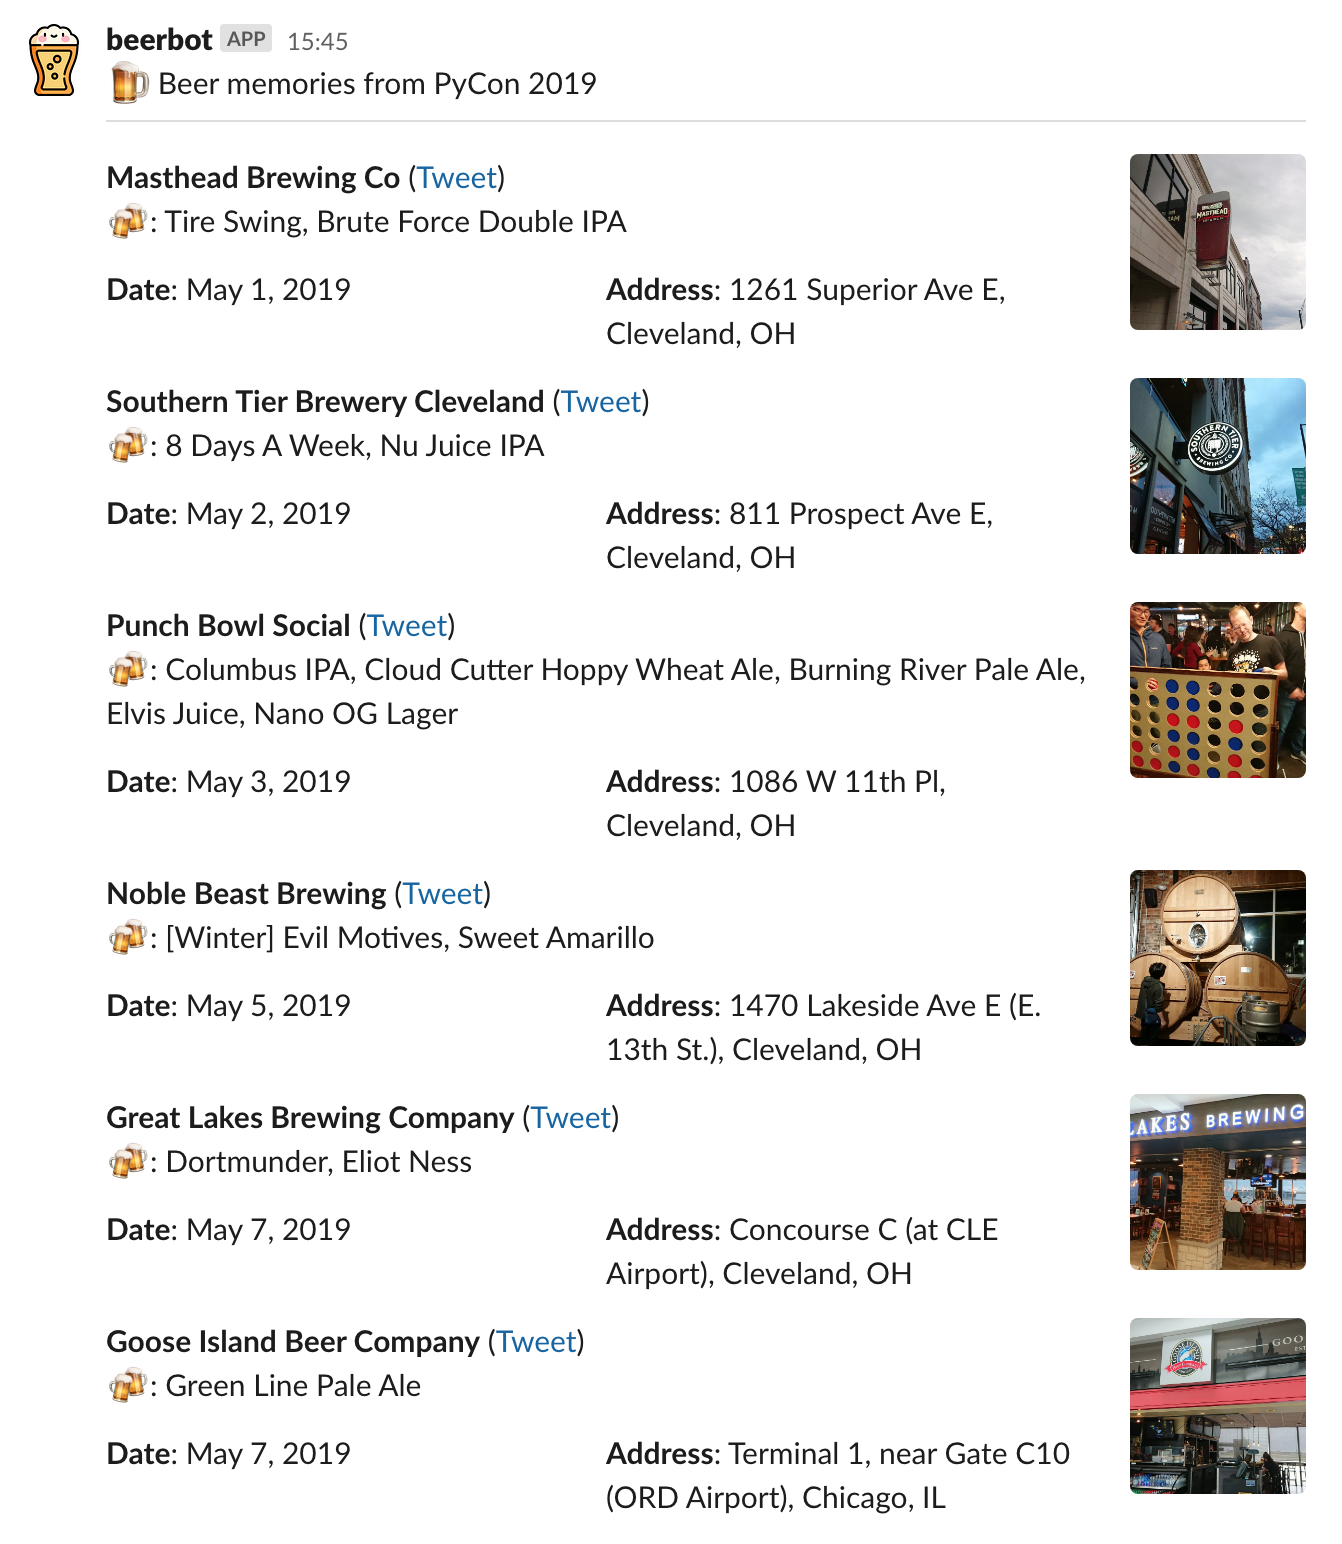 beerbot APP 15:45
🍺 Beer memories from PyCon 2019
Masthead Brewing Co (Tweet)
🍻: Tire Swing, Brute Force Double IPA
Date: May 1, 2019
Address: 1261 Superior Ave E,
Cleveland, OH
MASTHEAD
Southern Tier Brewery Cleveland (Tweet)
🍻: 8 Days A Week, Nu Juice IPA
Date: May 2, 2019
Address: 811 Prospect Ave E,
Cleveland, OH
SOUTHERN TIER
BREWING CO
Punch Bowl Social (Tweet)
🍻: Columbus IPA, Cloud Cutter Hoppy Wheat Ale, Burning River Pale Ale,
Elvis Juice, Nano OG Lager
Date: May 3, 2019
Address: 1086 W 11th Pl,
Cleveland, OH
Noble Beast Brewing (Tweet)
🍻: [Winter] Evil Motives, Sweet Amarillo
Date: May 5, 2019
Address: 1470 Lakeside Ave E (E.
13th St.), Cleveland, OH
Great Lakes Brewing Company (Tweet)
🍻: Dortmunder, Eliot Ness
Date: May 7, 2019
Address: Concourse C (at CLE
Airport), Cleveland, OH
LAKES BREWING
Goose Island Beer Company (Tweet)
🍻: Green Line Pale Ale
Date: May 7, 2019
Address: Terminal 1, near Gate C10
(ORD Airport), Chicago, IL
GOOSE ISLAND
GOO